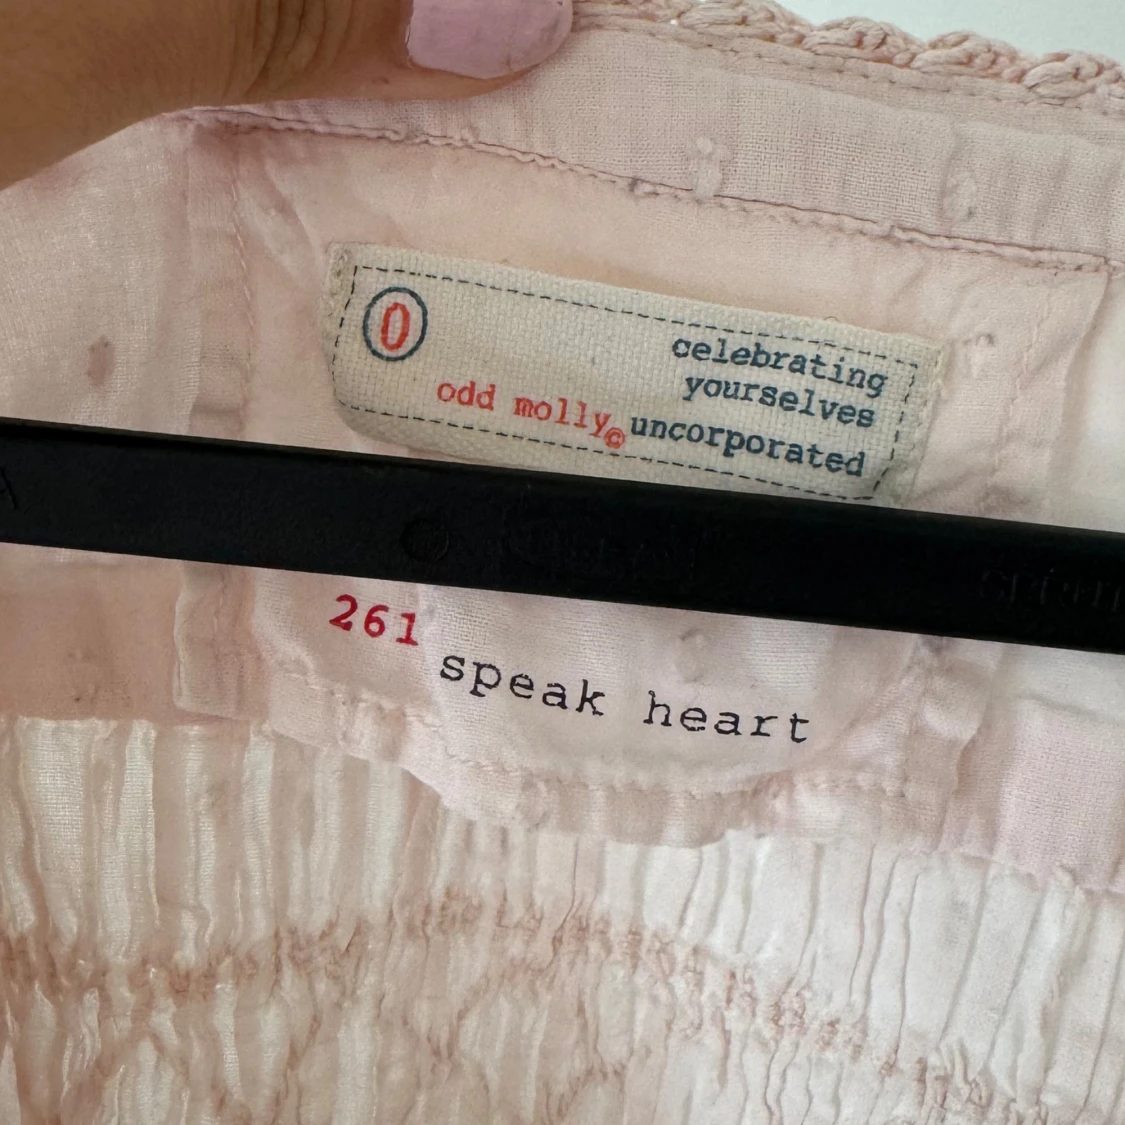 0
celebrating
yourselves
odd molly© uncorporated
261
speak heart